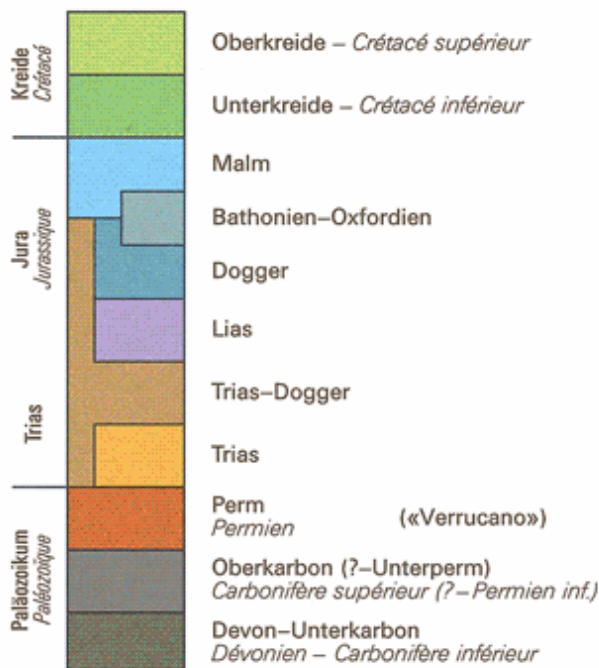 Kreide
Crétacé
Oberkreide – Crétacé supérieur
Unterkreide – Crétacé inférieur
Jura
Jurassique
Malm
Bathonien–Oxfordien
Dogger
Lias
Trias
Trias–Dogger
Trias
Paläozoikum
Paléozoïque
Perm («Verrucano»)
Permien
Oberkarbon (?–Unterperm)
Carbonifère supérieur (?–Permien inf.)
Devon–Unterkarbon
Dévonien – Carbonifère inférieur